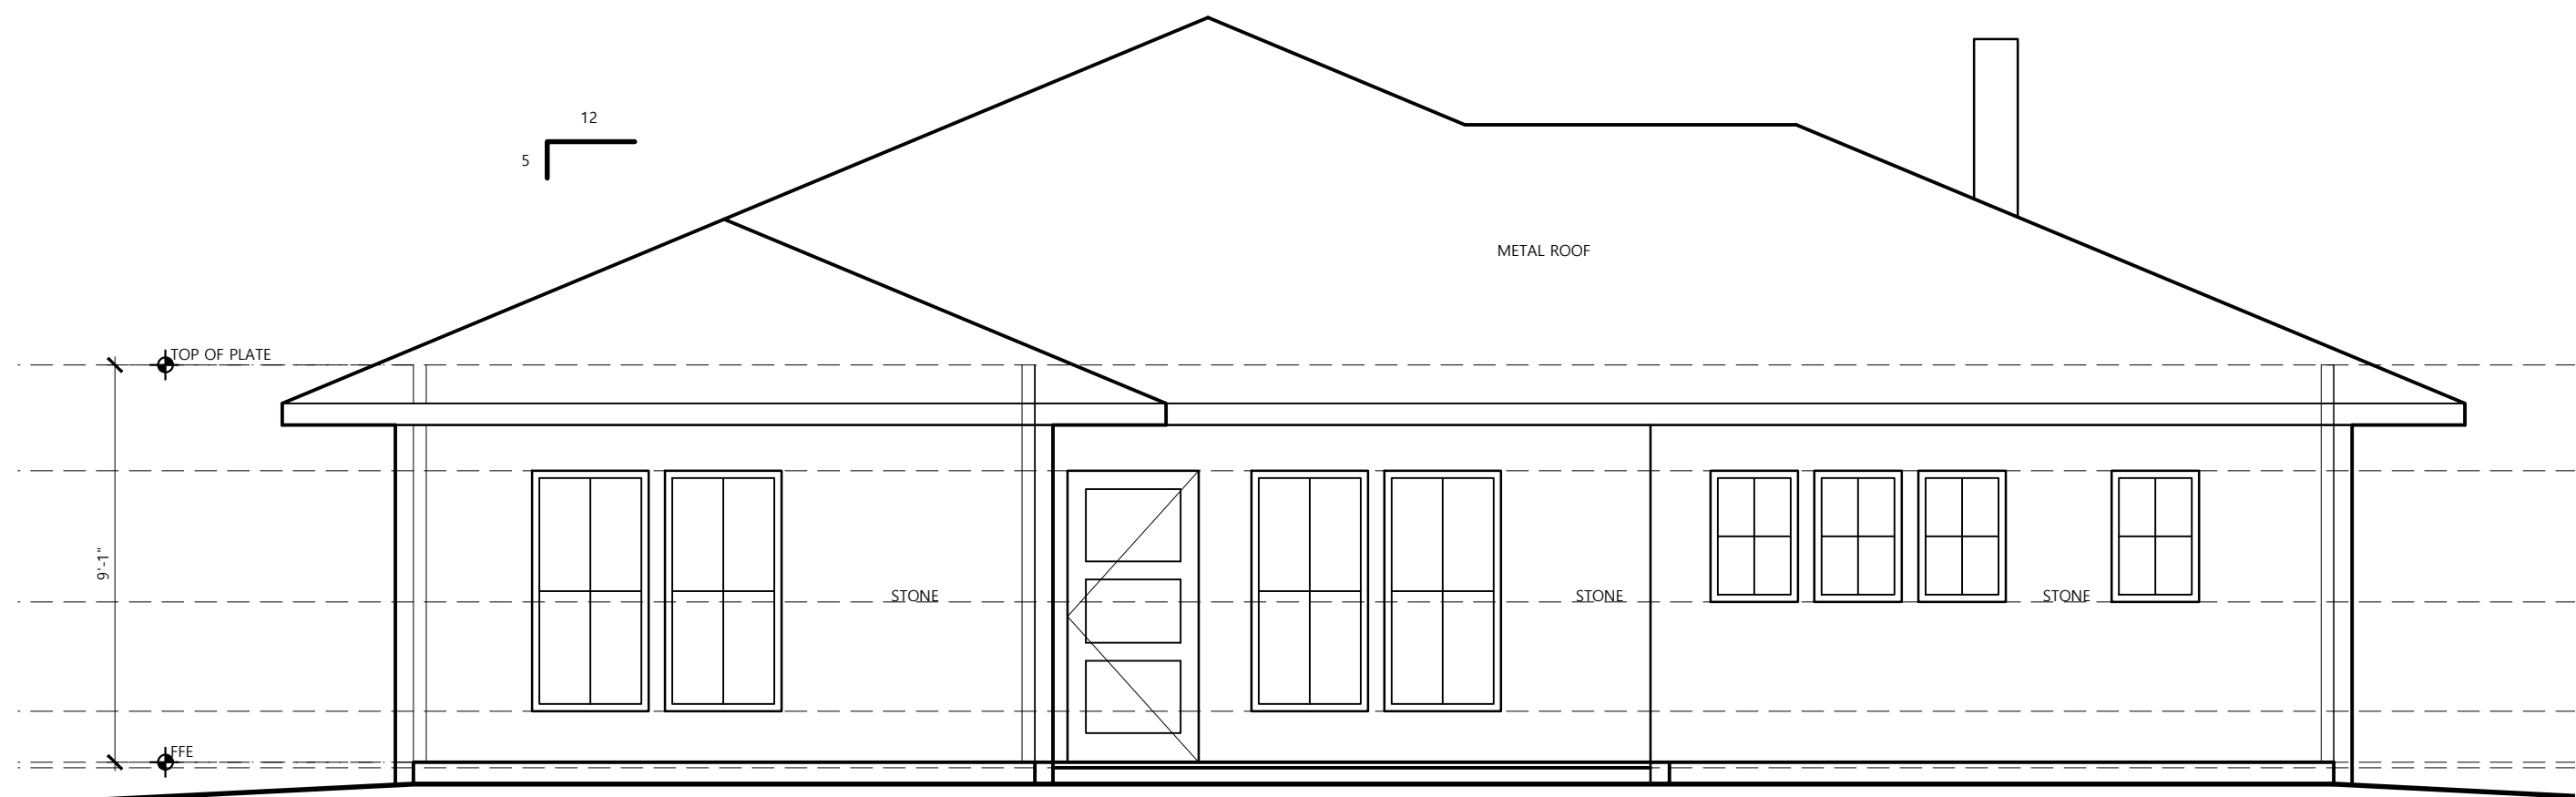 12
5
METAL ROOF
TOP OF PLATE
9'-1"
STONE
STONE
STONE
FFE